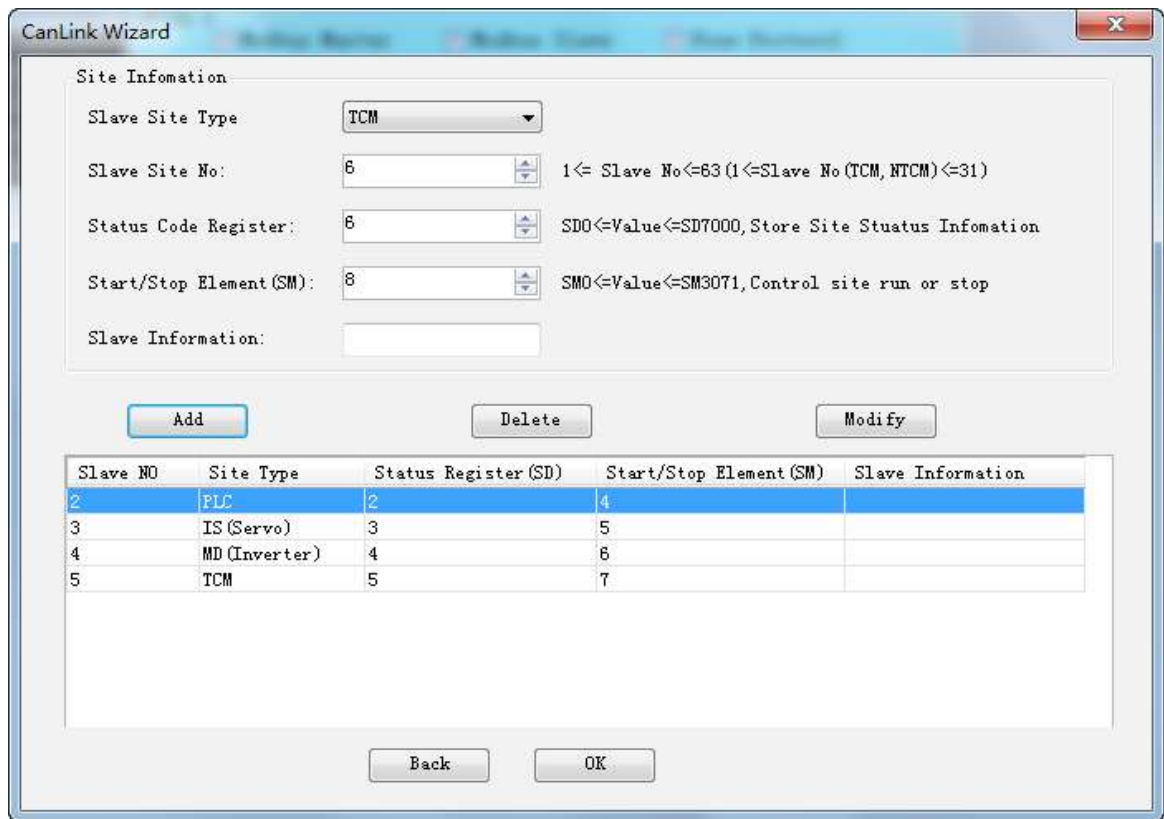 CanLink Wizard
Site Infomation
Slave Site Type TCM
Slave Site No: 6 1<= Slave No<=63(1<=Slave No(TCM,NTCM)<=31)
Status Code Register: 6 SD0<=Value<=SD7000,Store Site Stuatus Infomation
Start/Stop Element(SM): 8 SM0<=Value<=SM3071,Control site run or stop
Slave Information:
Add Delete Modify
Slave NO Site Type Status Register(SD) Start/Stop Element(SM) Slave Information
2 PLC 2 4
3 IS(Servo) 3 5
4 MD(Inverter) 4 6
5 TCM 5 7
Back OK